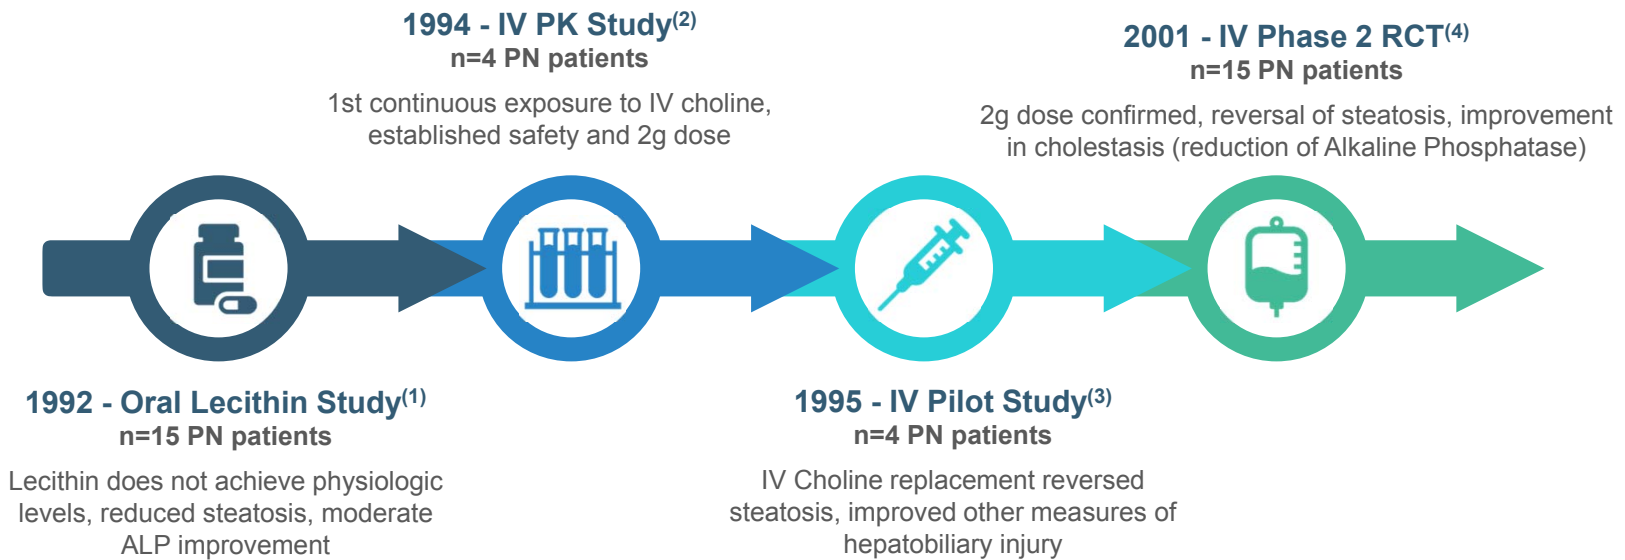 1992 - Oral Lecithin Study(1)
n=15 PN patients
Lecithin does not achieve physiologic
levels, reduced steatosis, moderate
ALP improvement
1994 - IV PK Study(2)
n=4 PN patients
1st continuous exposure to IV choline,
established safety and 2g dose
1995 - IV Pilot Study(3)
n=4 PN patients
IV Choline replacement reversed
steatosis, improved other measures of
hepatobiliary injury
2001 - IV Phase 2 RCT(4)
n=15 PN patients
2g dose confirmed, reversal of steatosis, improvement
in cholestasis (reduction of Alkaline Phosphatase)